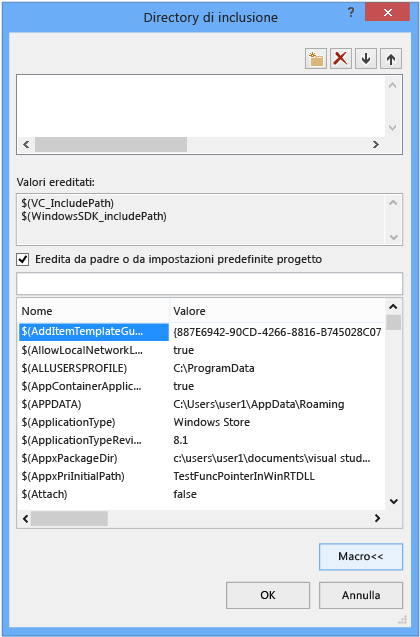 Directory di inclusione
Valori ereditati:
$(VC_IncludePath)
$(WindowsSDK_includePath)
Eredita da padre o da impostazioni predefinite progetto
Nome Valore
$(AddItemTemplateGu... {887E6942-90CD-4266-8816-B745028C07
$(AllowLocalNetworkL... true
$(ALLUSERSPROFILE) C:\ProgramData
$(AppContainerApplic... true
$(APPDATA) C:\Users\user1\AppData\Roaming
$(ApplicationType) Windows Store
$(ApplicationTypeRevi... 8.1
$(AppxPackageDir) c:\users\user1\documents\visual stud...
$(AppxPriInitialPath) TestFuncPointerInWinRTDLL
$(Attach) false
Macro<<
OK Annulla